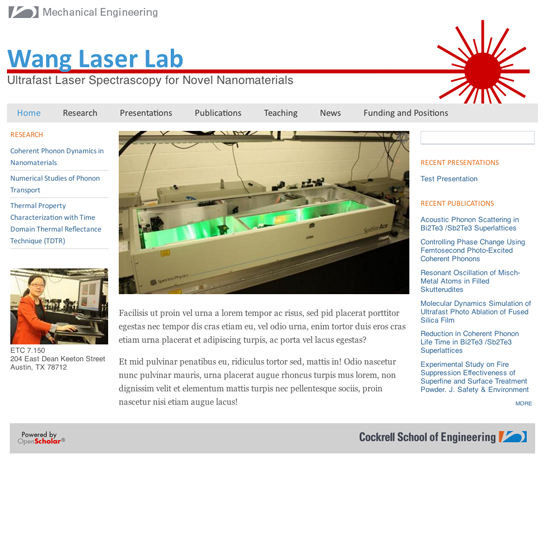 Mechanical Engineering
Wang Laser Lab
Ultrafast Laser Spectrascopy for Novel Nanomaterials
Home Research Presentations Publications Teaching News Funding and Positions
RESEARCH
Coherent Phonon Dynamics in
Nanomaterials
Numerical Studies of Phonon
Transport
Thermal Property
Characterization with Time
Domain Thermal Reflectance
Technique (TDTR)
ETC 7.150
204 East Dean Keeton Street
Austin, TX 78712
Facilisis ut proin vel urna a lorem tempor ac risus, sed pid placerat porttitor
egestas nec tempor dis cras etiam eu, vel odio urna, enim tortor duis eros cras
etiam urna placerat et adipiscing turpis, ac porta vel lacus egestas?
Et mid pulvinar penatibus eu, ridiculus tortor sed, mattis in! Odio nascetur
nunc pulvinar mauris, urna placerat augue rhoncus turpis mus lorem, non
dignissim velit et elementum mattis turpis nec pellentesque sociis, proin
nascetur nisi etiam augue lacus!
RECENT PRESENTATIONS
Test Presentation
RECENT PUBLICATIONS
Acoustic Phonon Scattering in
Bi2Te3 /Sb2Te3 Superlattices
Controlling Phase Change Using
Femtosecond Photo-Excited
Coherent Phonons
Resonant Oscillation of Misch-
Metal Atoms in Filled
Skutterudites
Molecular Dynamics Simulation of
Ultrafast Photo Ablation of Fused
Silica Film
Reduction in Coherent Phonon
Life Time in Bi2Te3 /Sb2Te3
Superlattices
Experimental Study on Fire
Suppression Effectiveness of
Superfine and Surface Treatment
Powder. J. Safety & Environment
MORE
Powered by
OpenScholar®
Cockrell School of Engineering